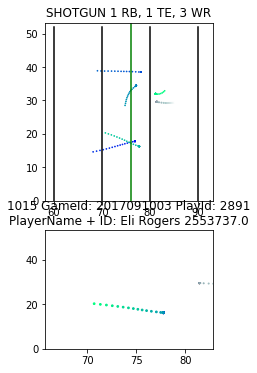 SHOTGUN 1 RB, 1 TE, 3 WR
50
40
30
20
10
0
60 70 80 90
1015 GameId: 2017091003 PlayId: 2891
PlayerName + ID: Eli Rogers 2553737.0
40
20
0
70 75 80